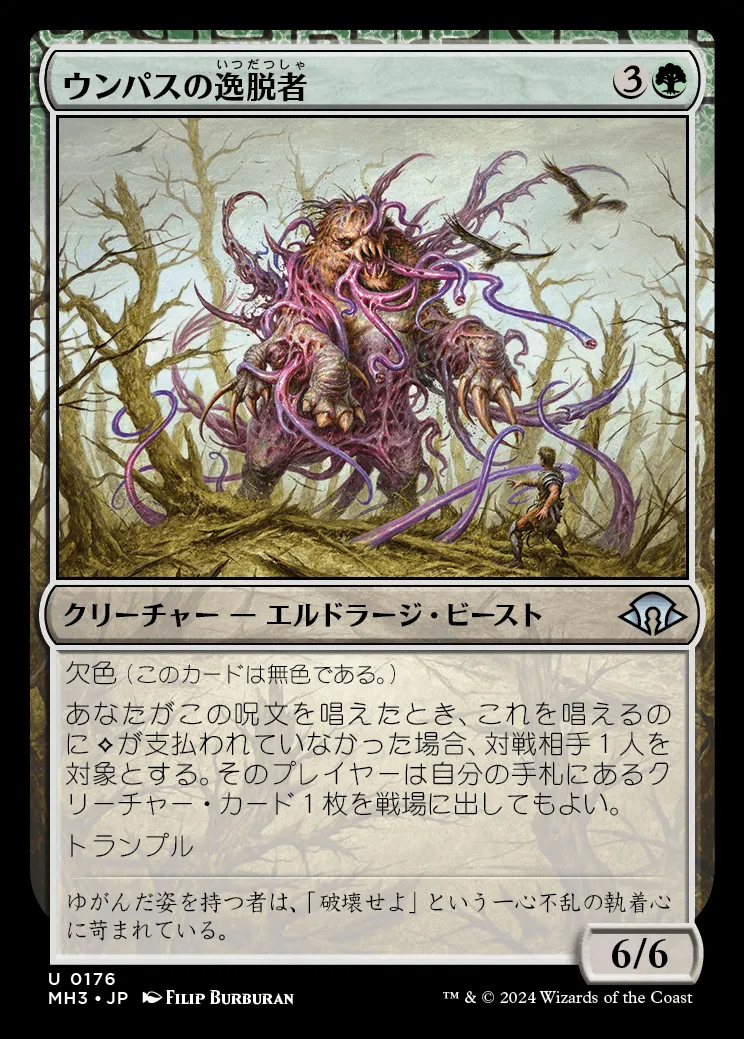 いつだつしゃ
ウンパスの逸脱者
3
クリーチャー — エルドラージ・ビースト
欠色（このカードは無色である。）
あなたがこの呪文を唱えたとき、これを唱えるの
に◇が支払われていなかった場合、対戦相手１人を
対象とする。そのプレイヤーは自分の手札にあるク
リーチャー・カード１枚を戦場に出してもよい。
トランプル
ゆがんだ姿を持つ者は、「破壊せよ」という一心不乱の執着心
に苛まれている。
6/6
U 0176
MH3 • JP Filip Burburan
™ & © 2024 Wizards of the Coast